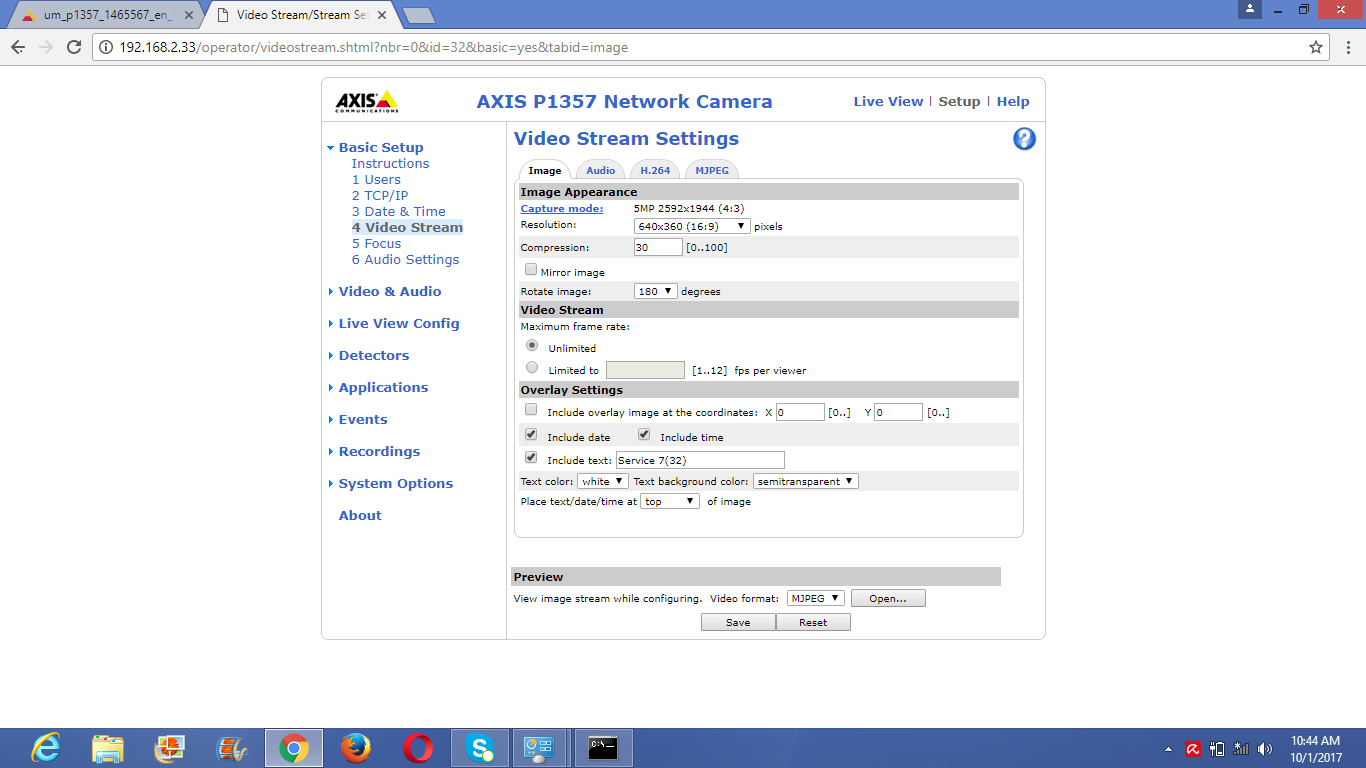 um_p1357_1465567_en_
Video Stream/Stream Se
192.168.2.33/operator/videostream.shtml?nbr=0&id=32&basic=yes&tabid=image
AXIS COMMUNICATIONS
AXIS P1357 Network Camera
Live View | Setup | Help
Basic Setup
Instructions
1 Users
2 TCP/IP
3 Date & Time
4 Video Stream
5 Focus
6 Audio Settings
Video & Audio
Live View Config
Detectors
Applications
Events
Recordings
System Options
About
Video Stream Settings
?
Image Audio H.264 MJPEG
Image Appearance
Capture mode: 5MP 2592x1944 (4:3)
Resolution: 640x360 (16:9) pixels
Compression: 30 [0..100]
Mirror image
Rotate image: 180 degrees
Video Stream
Maximum frame rate:
Unlimited
Limited to [1..12] fps per viewer
Overlay Settings
Include overlay image at the coordinates: X 0 [0..] Y 0 [0..]
Include date Include time
Include text: Service 7(32)
Text color: white Text background color: semitransparent
Place text/date/time at top of image
Preview
View image stream while configuring. Video format: MJPEG Open...
Save Reset
10:44 AM
10/1/2017